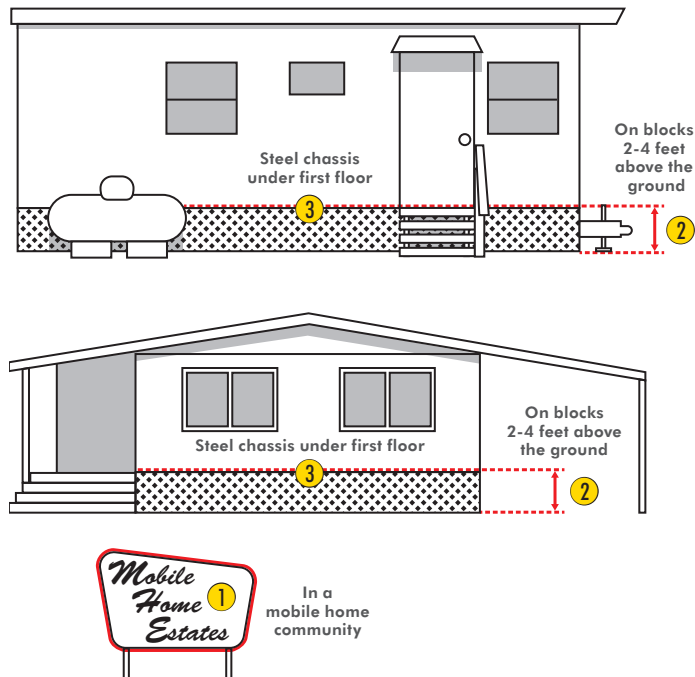 Steel chassis
under first floor
3
On blocks
2-4 feet
above the
ground
2
Steel chassis under first floor
3
On blocks
2-4 feet above
the ground
2
Mobile
Home
Estates
1
In a
mobile home
community